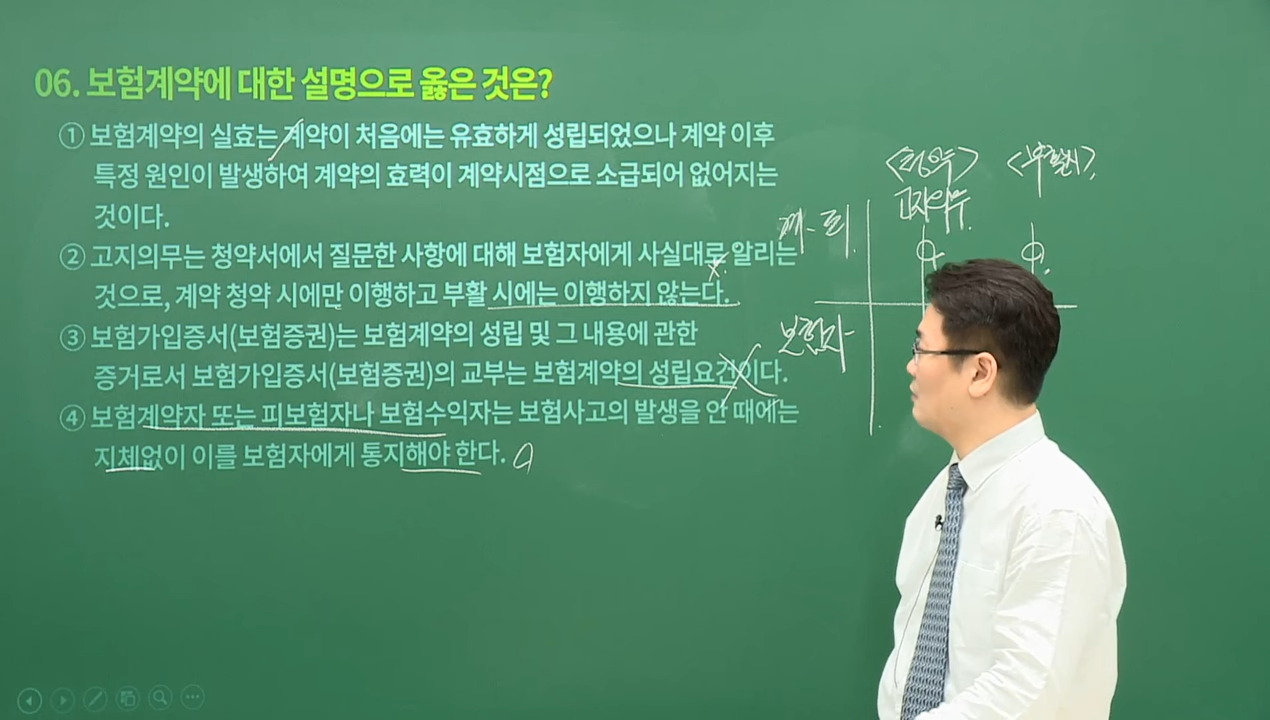 06. 보험계약에 대한 설명으로 옳은 것은?
① 보험계약의 실효는 계약이 처음에는 유효하게 성립되었으나 계약 이후
특정 원인이 발생하여 계약의 효력이 계약시점으로 소급되어 없어지는
것이다.
② 고지의무는 청약서에서 질문한 사항에 대해 보험자에게 사실대로 알리는
것으로, 계약 청약 시에만 이행하고 부활 시에는 이행하지 않는다.
③ 보험가입증서(보험증권)는 보험계약의 성립 및 그 내용에 관한
증거로서 보험가입증서(보험증권)의 교부는 보험계약의 성립요건이다.
④ 보험계약자 또는 피보험자나 보험수익자는 보험사고의 발생을 안 때에는
지체없이 이를 보험자에게 통지해야 한다.
<청약>
고지의무
보험자